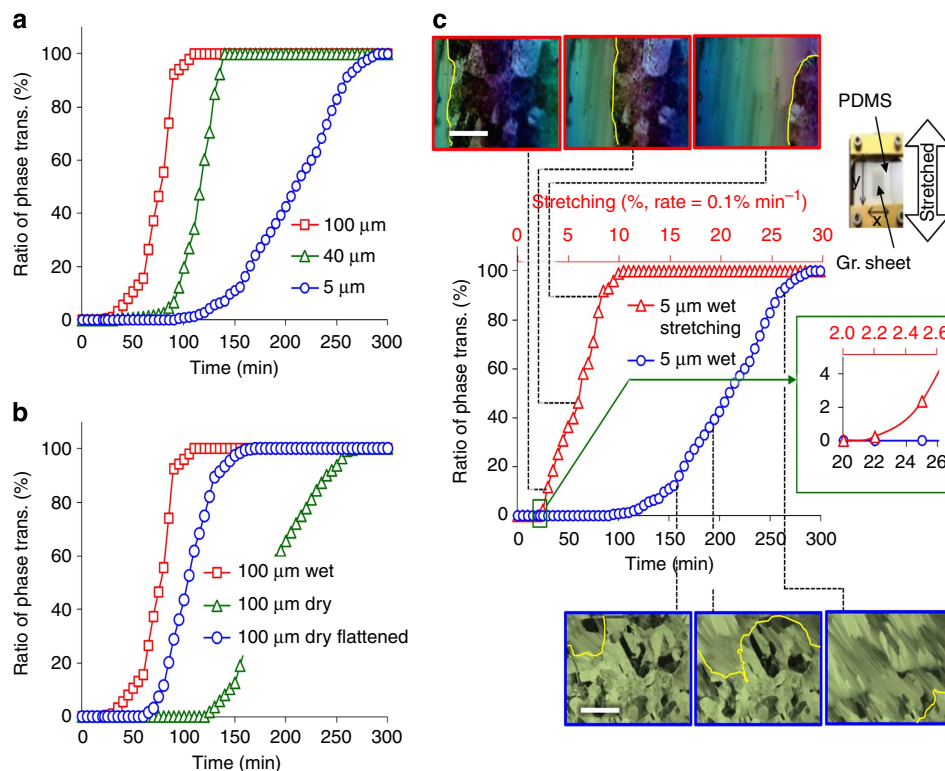 a
100
80
60
40
20
0
Ratio of phase trans. (%)
100 μm
40 μm
5 μm
0 50 100 150 200 250 300
Time (min)
b
100
80
60
40
20
0
Ratio of phase trans. (%)
100 μm wet
100 μm dry
100 μm dry flattened
0 50 100 150 200 250 300
Time (min)
c
PDMS
Stretched
y
x
Gr. sheet
Stretching (%, rate = 0.1% min⁻¹)
0 5 10 15 20 25 30
100
80
60
40
20
0
Ratio of phase trans. (%)
5 μm wet
stretching
5 μm wet
0 50 100 150 200 250 300
Time (min)
2.0 2.2 2.4 2.6
4
2
0
20 22 24 26